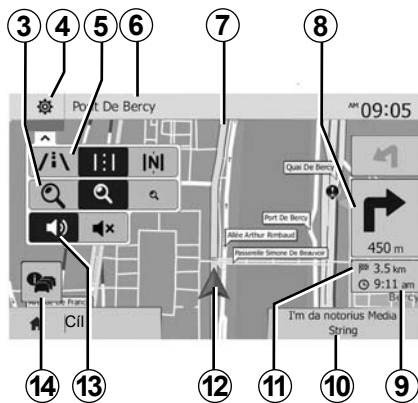 3
4
5
6
7
8
Pont De Bercy
AM 09:05
N
Quai De Bercy
Port De Bercy
Allée Arthur Rimbaud
Passerelle Simone De Beauvoir
450 m
3.5 km
9:11 am
Bercy
Cíl
I'm da notorius Media
String
14
13
12
11
10
9